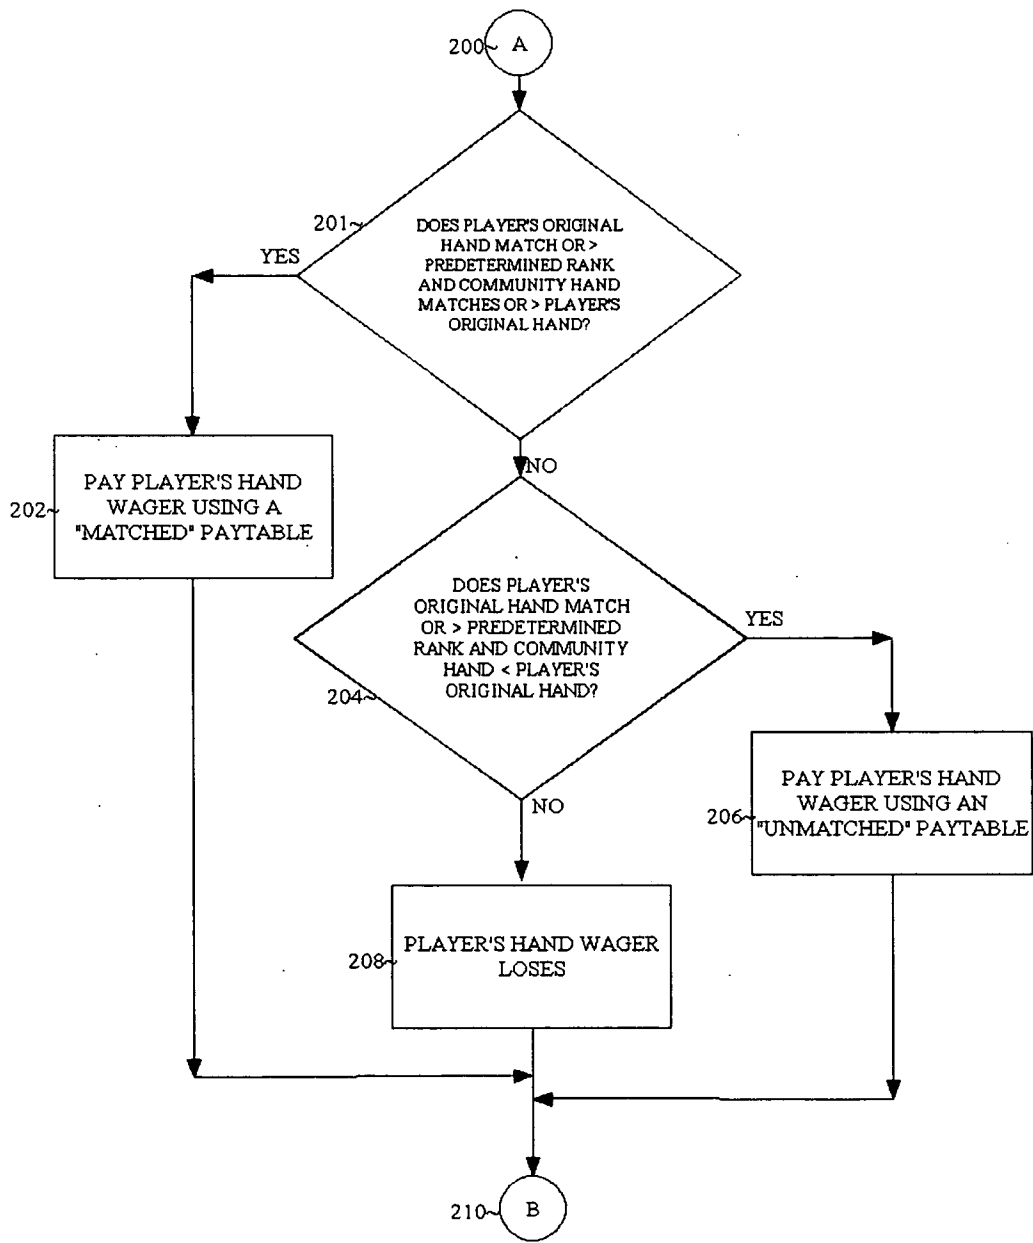 200~
A
201~
DOES PLAYER'S ORIGINAL
HAND MATCH OR >
PREDETERMINED RANK
AND COMMUNITY HAND
MATCHES OR > PLAYER'S
ORIGINAL HAND?
YES
NO
202~
PAY PLAYER'S HAND
WAGER USING A
"MATCHED" PAYTABLE
204~
DOES PLAYER'S
ORIGINAL HAND MATCH
OR > PREDETERMINED
RANK AND COMMUNITY
HAND < PLAYER'S
ORIGINAL HAND?
YES
NO
206~
PAY PLAYER'S HAND
WAGER USING AN
"UNMATCHED" PAYTABLE
208~
PLAYER'S HAND WAGER
LOSES
210~
B